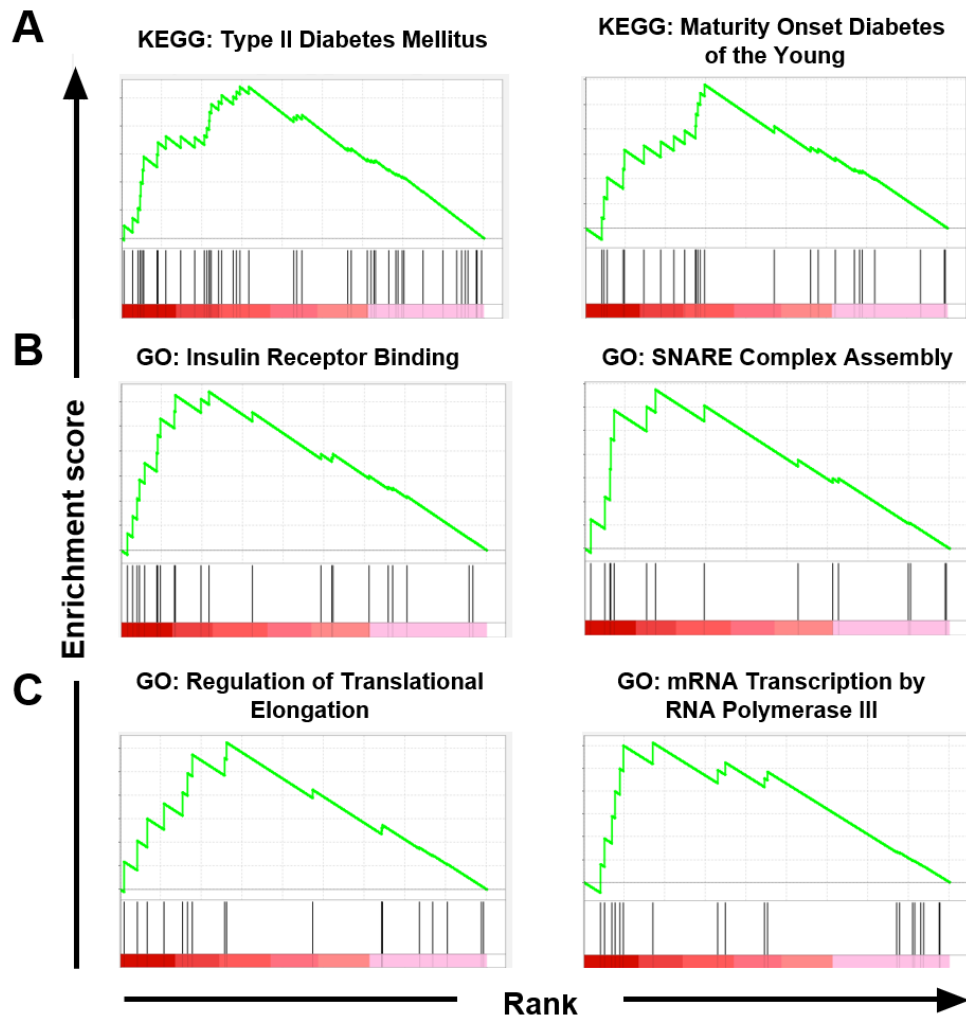 A
KEGG: Type II Diabetes Mellitus
KEGG: Maturity Onset Diabetes
of the Young
B
GO: Insulin Receptor Binding
GO: SNARE Complex Assembly
Enrichment score
C
GO: Regulation of Translational
Elongation
GO: mRNA Transcription by
RNA Polymerase III
Rank